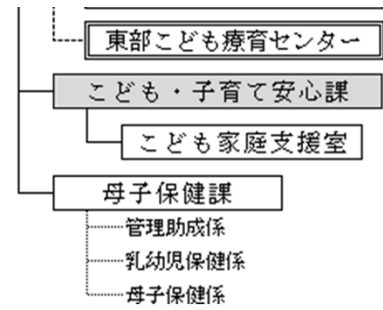 東部こども療育センター
こども・子育て安心課
こども家庭支援室
母子保健課
管理助成係
乳幼児保健係
母子保健係